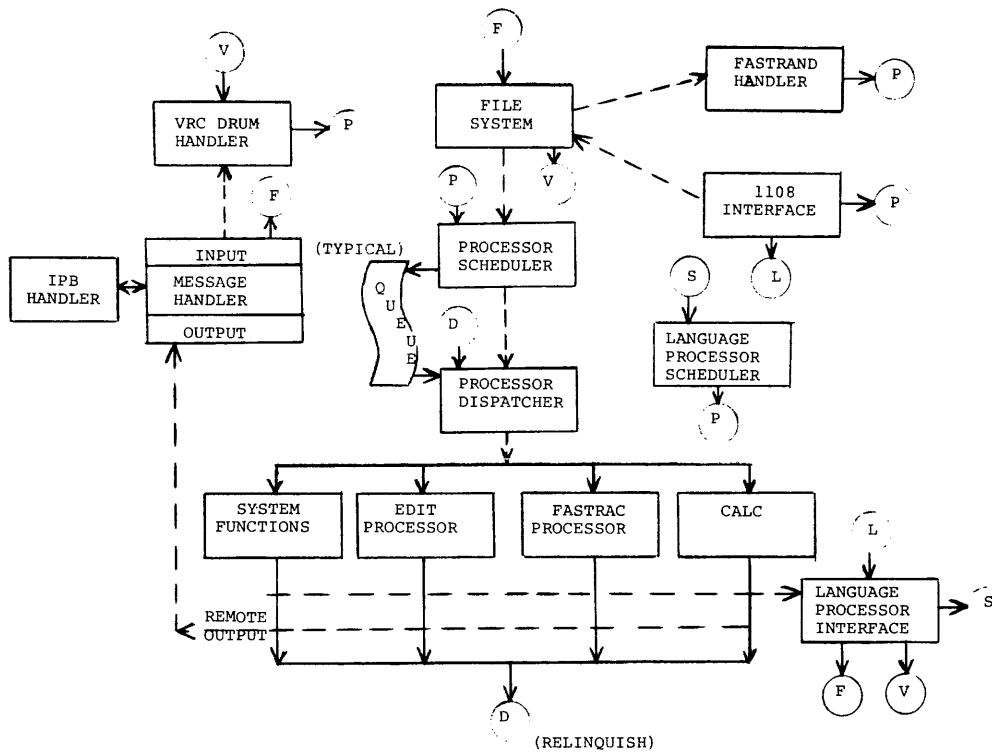 F
V
FASTRAND
HANDLER
P
FILE
SYSTEM
VRC DRUM
HANDLER
P
P
V
F
1108
INTERFACE
P
(TYPICAL)
INPUT
PROCESSOR
SCHEDULER
IPB
HANDLER
MESSAGE
HANDLER
QUEUE
S
L
OUTPUT
D
LANGUAGE
PROCESSOR
SCHEDULER
PROCESSOR
DISPATCHER
P
SYSTEM
FUNCTIONS
EDIT
PROCESSOR
FASTRAC
PROCESSOR
CALC
L
REMOTE
OUTPUT
LANGUAGE
PROCESSOR
INTERFACE
S
F
V
D
(RELINQUISH)